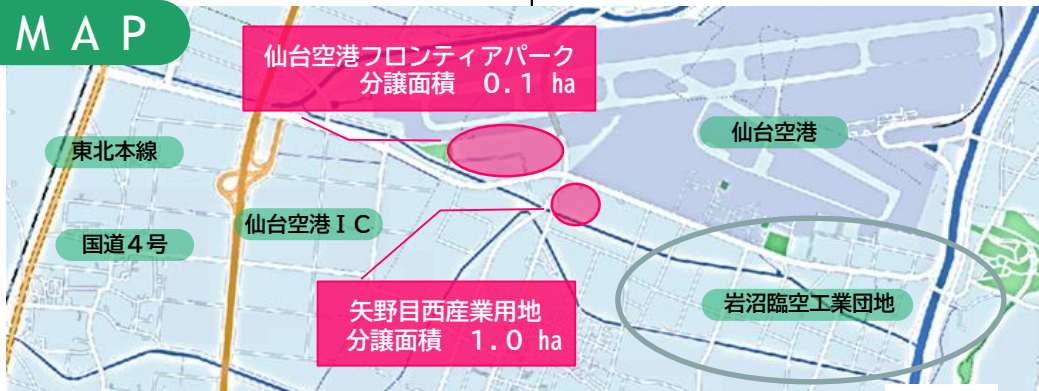 MAP
仙台空港フロンティアパーク
分譲面積 0.1 ha
仙台空港
東北本線
仙台空港IC
国道4号
矢野目西産業用地
分譲面積 1.0 ha
岩沼臨空工業団地